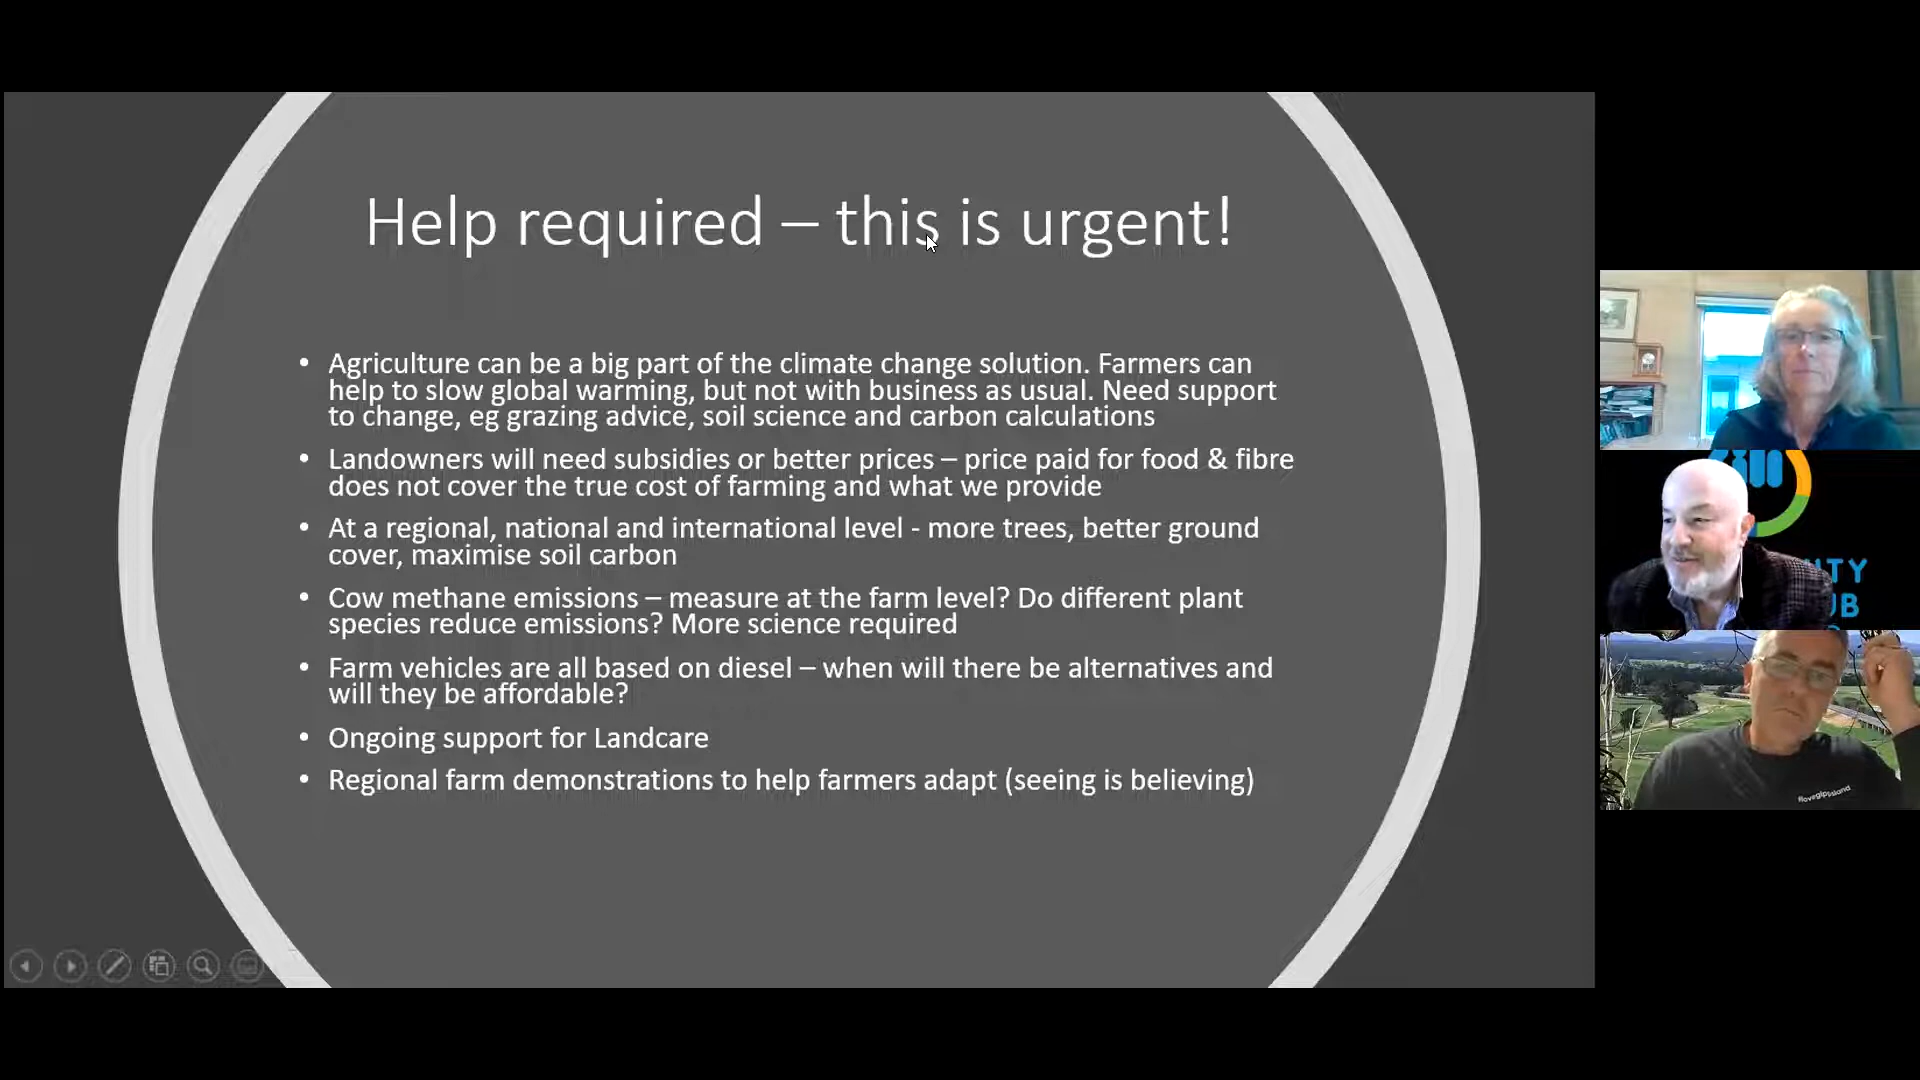 Help required – this is urgent!
• Agriculture can be a big part of the climate change solution. Farmers can
help to slow global warming, but not with business as usual. Need support
to change, eg grazing advice, soil science and carbon calculations
• Landowners will need subsidies or better prices – price paid for food & fibre
does not cover the true cost of farming and what we provide
• At a regional, national and international level - more trees, better ground
cover, maximise soil carbon
• Cow methane emissions – measure at the farm level? Do different plant
species reduce emissions? More science required
• Farm vehicles are all based on diesel – when will there be alternatives and
will they be affordable?
• Ongoing support for Landcare
• Regional farm demonstrations to help farmers adapt (seeing is believing)
ITY
UB
#lovegippsland